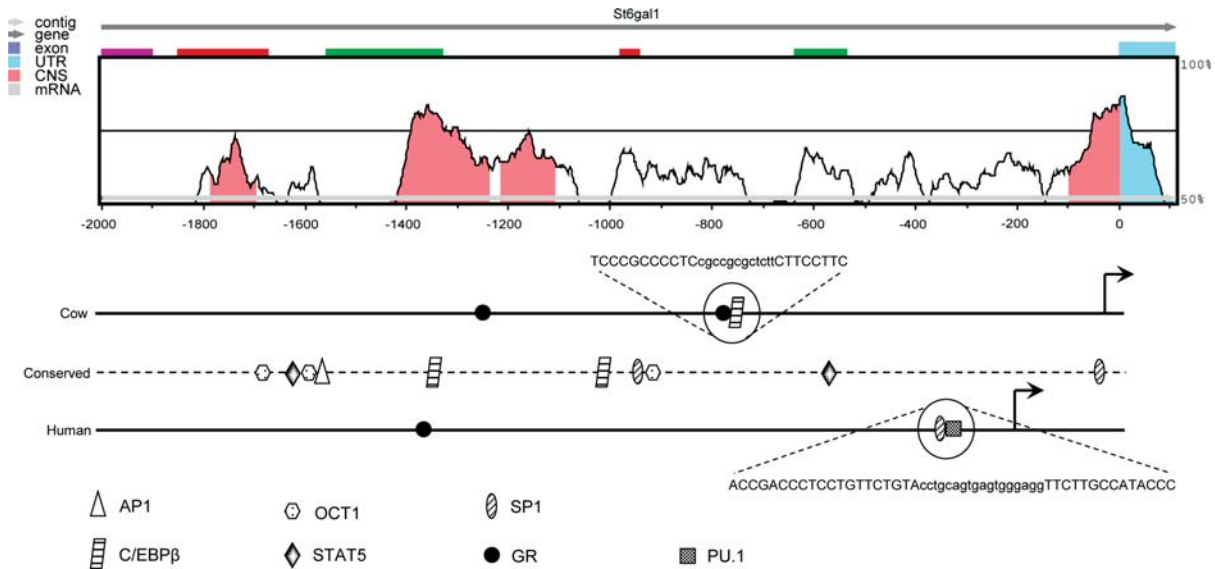 St6gal1
contig
gene
exon
UTR
CNS
mRNA
100%
50%
-2000 -1800 -1600 -1400 -1200 -1000 -800 -600 -400 -200 0
TCCCGCCCCTCcgccgcgctcttCTTCCTTC
Cow
Conserved
Human
ACCGACCCTCCTGTTCTGTAcctgcagtgagtgggaggTTCTTGCCATACCC
AP1 OCT1 SP1
C/EBPβ STAT5 GR PU.1